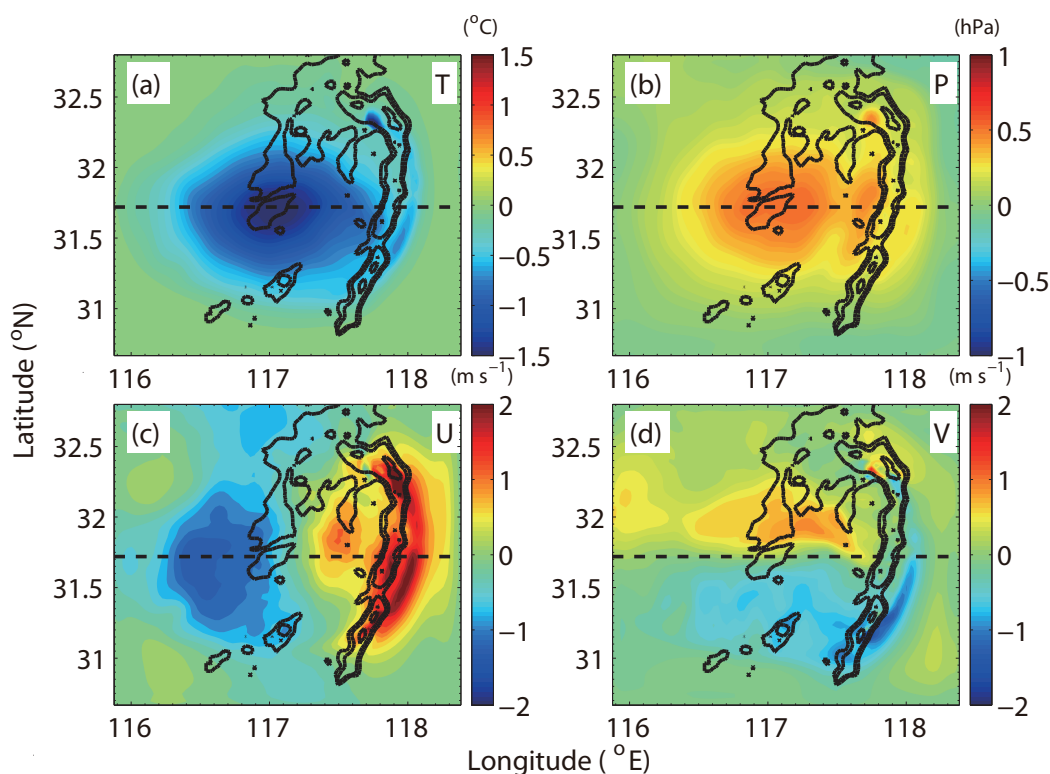 (°C) (hPa)
(a) T 1.5 (b) P 1
32.5 1 32.5
0.5 0.5
32 32
0 0
31.5 −0.5 31.5
−0.5
31 −1 31
−1.5 −1
116 117 118 (m s⁻¹) 116 117 118 (m s⁻¹)
(c) U 2 (d) V 2
32.5 32.5
1 1
32 32
0 0
31.5 31.5
−1 −1
31 31
−2 −2
116 117 118 116 117 118
Latitude (°N)
Longitude (°E)